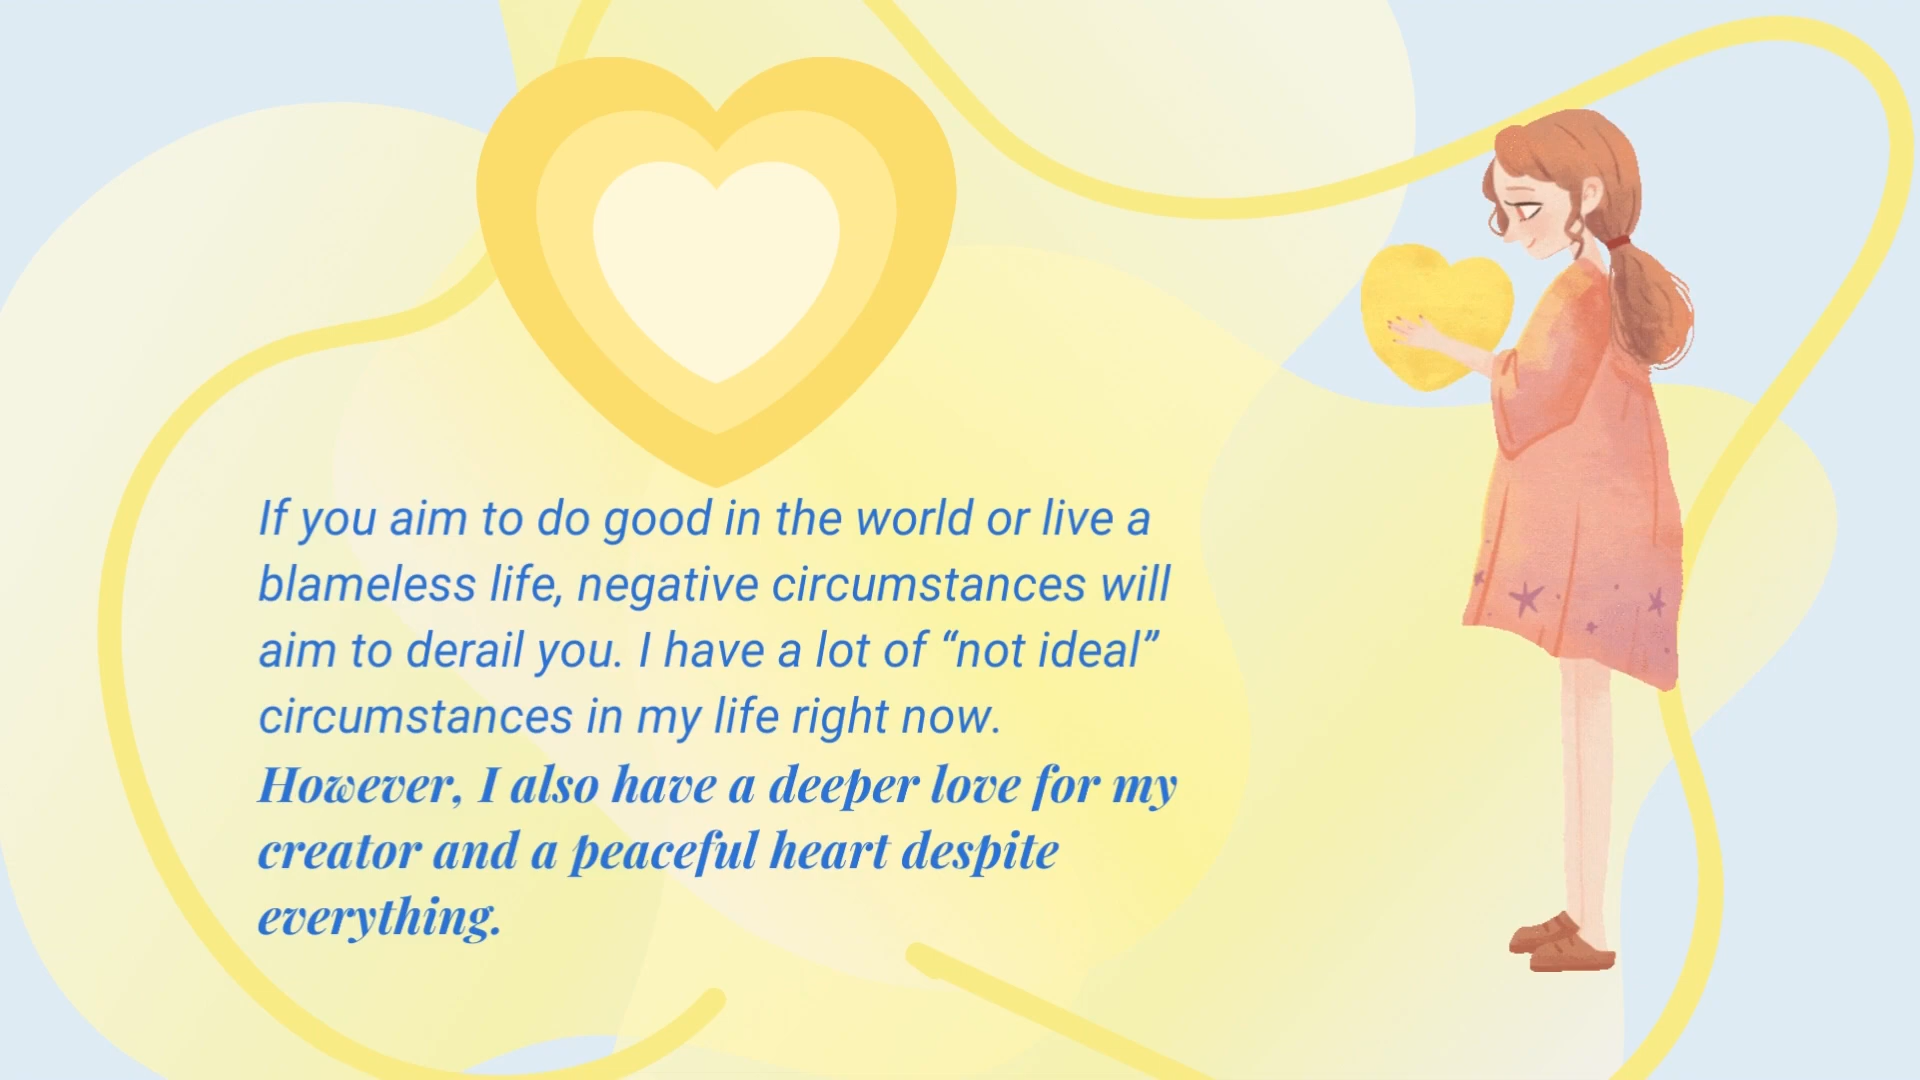 If you aim to do good in the world or live a
blameless life, negative circumstances will
aim to derail you. I have a lot of “not ideal”
circumstances in my life right now.
However, I also have a deeper love for my
creator and a peaceful heart despite
everything.